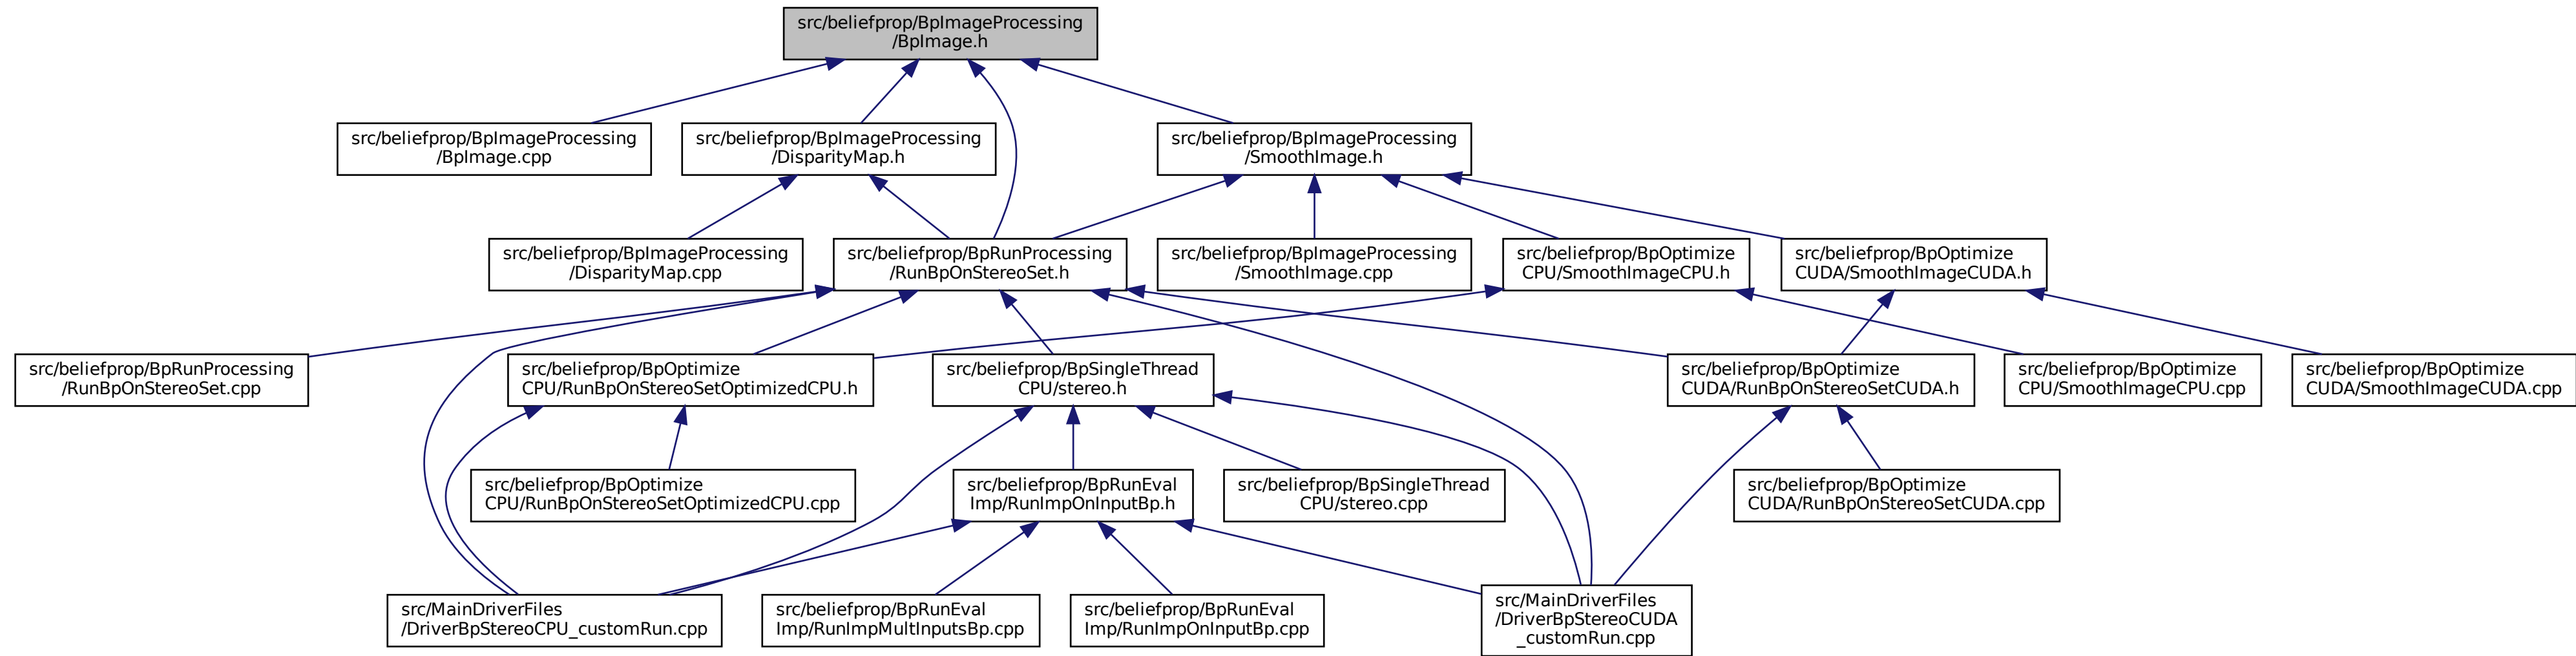 src/beliefprop/BpImageProcessing
/BpImage.h
src/beliefprop/BpImageProcessing
/BpImage.cpp
src/beliefprop/BpImageProcessing
/DisparityMap.h
src/beliefprop/BpImageProcessing
/SmoothImage.h
src/beliefprop/BpImageProcessing
/DisparityMap.cpp
src/beliefprop/BpRunProcessing
/RunBpOnStereoSet.h
src/beliefprop/BpImageProcessing
/SmoothImage.cpp
src/beliefprop/BpOptimize
CPU/SmoothImageCPU.h
src/beliefprop/BpOptimize
CUDA/SmoothImageCUDA.h
src/beliefprop/BpRunProcessing
/RunBpOnStereoSet.cpp
src/beliefprop/BpOptimize
CPU/RunBpOnStereoSetOptimizedCPU.h
src/beliefprop/BpSingleThread
CPU/stereo.h
src/beliefprop/BpOptimize
CUDA/RunBpOnStereoSetCUDA.h
src/beliefprop/BpOptimize
CPU/SmoothImageCPU.cpp
src/beliefprop/BpOptimize
CUDA/SmoothImageCUDA.cpp
src/beliefprop/BpOptimize
CPU/RunBpOnStereoSetOptimizedCPU.cpp
src/beliefprop/BpRunEval
Imp/RunImpOnInputBp.h
src/beliefprop/BpSingleThread
CPU/stereo.cpp
src/beliefprop/BpOptimize
CUDA/RunBpOnStereoSetCUDA.cpp
src/MainDriverFiles
/DriverBpStereoCPU_customRun.cpp
src/beliefprop/BpRunEval
Imp/RunImpMultInputsBp.cpp
src/beliefprop/BpRunEval
Imp/RunImpOnInputBp.cpp
src/MainDriverFiles
/DriverBpStereoCUDA
_customRun.cpp